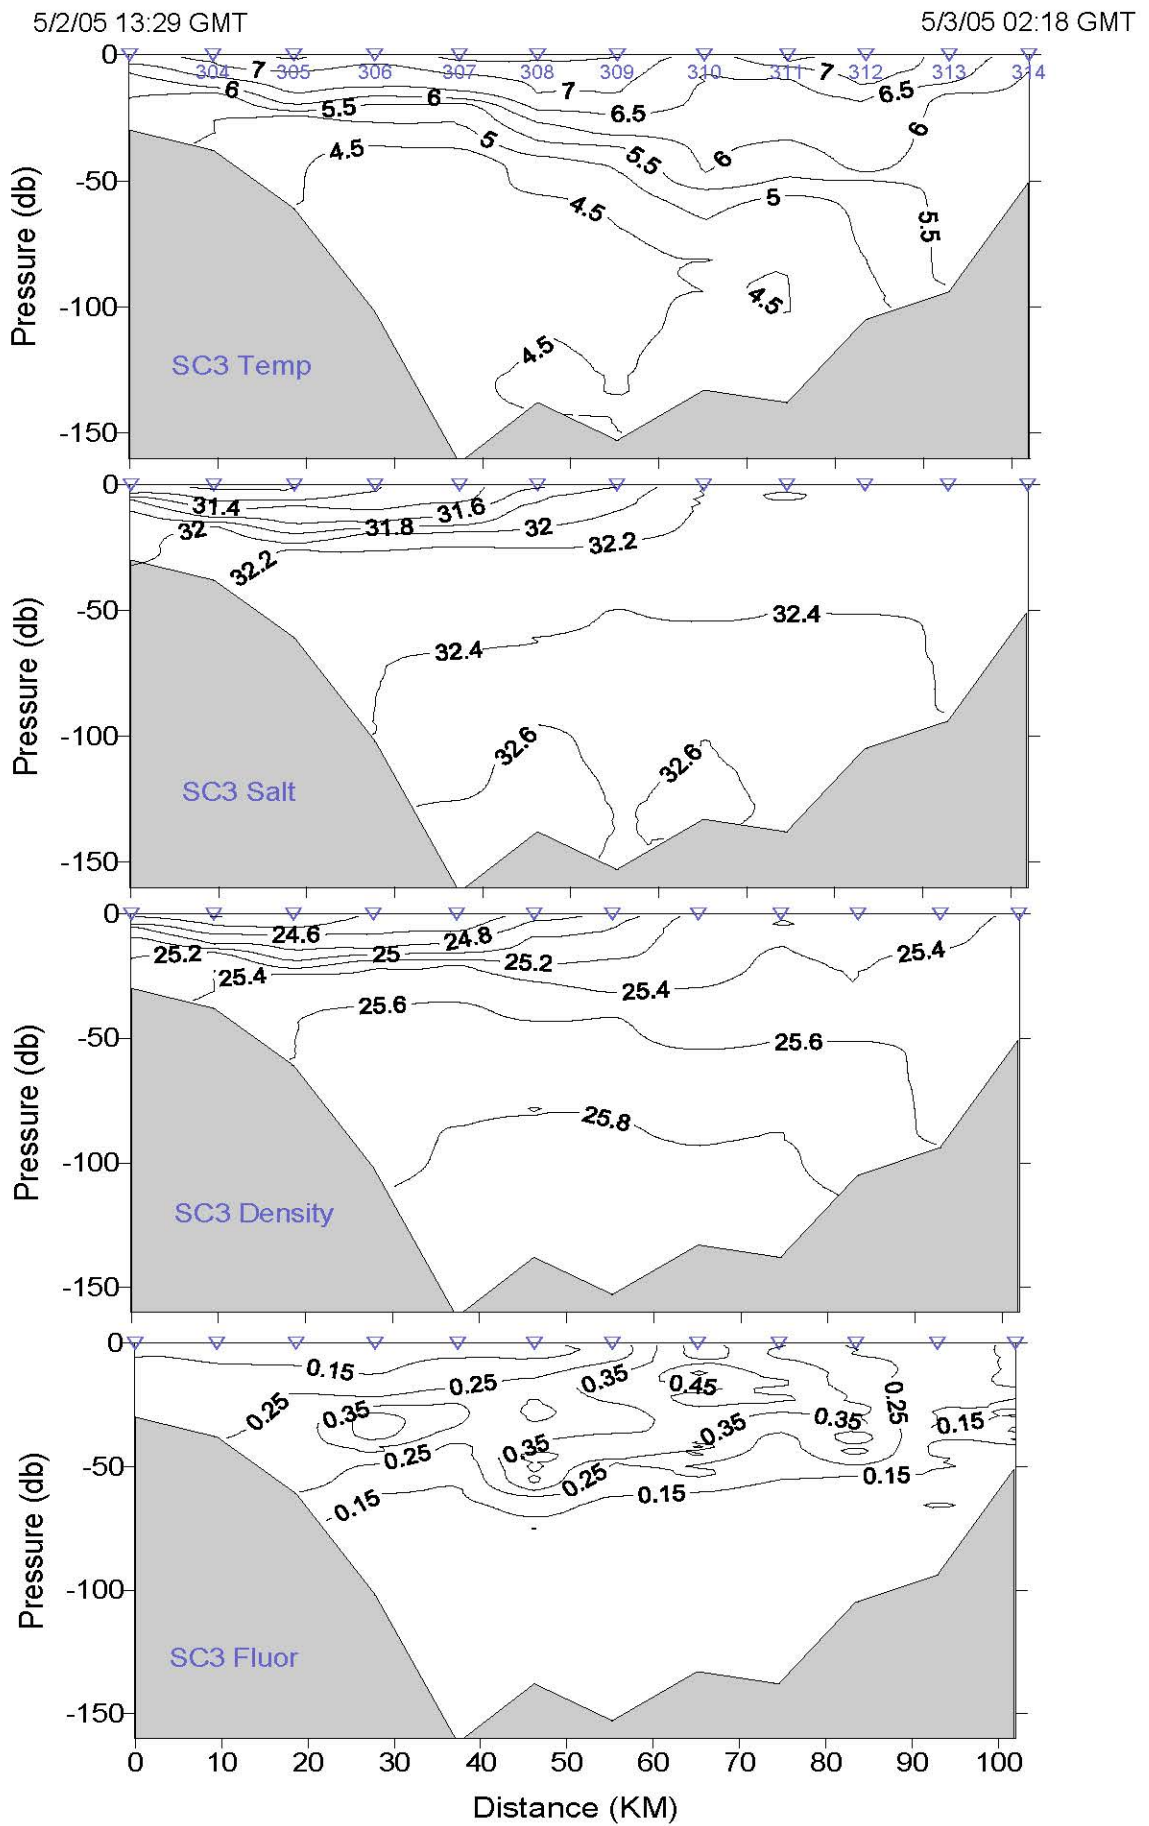 5/2/05 13:29 GMT 5/3/05 02:18 GMT
0
304 305 306 307 308 309 310 311 312 313 314
7 7 7
6 6 6.5 6.5
5.5 5 5.5 6 6
4.5 4.5 5 5.5
-50
4.5
-100
4.5
-150
Pressure (db)
SC3 Temp
0
31.4 31.6
32 31.8 32
32.2 32.2
-50
32.4 32.4
-100
32.6 32.6
-150
Pressure (db)
SC3 Salt
0
24.6 24.8
25.2 25 25.2 25.4
25.4 25.4
25.6 25.6
-50
25.8
-100
-150
Pressure (db)
SC3 Density
0
0.15 0.25 0.35 0.45
0.25 0.35 0.35 0.35 0.25 0.15
0.25 0.35 0.25
-50
0.15 0.15 0.15
-100
-150
Pressure (db)
SC3 Fluor
0 10 20 30 40 50 60 70 80 90 100
Distance (KM)